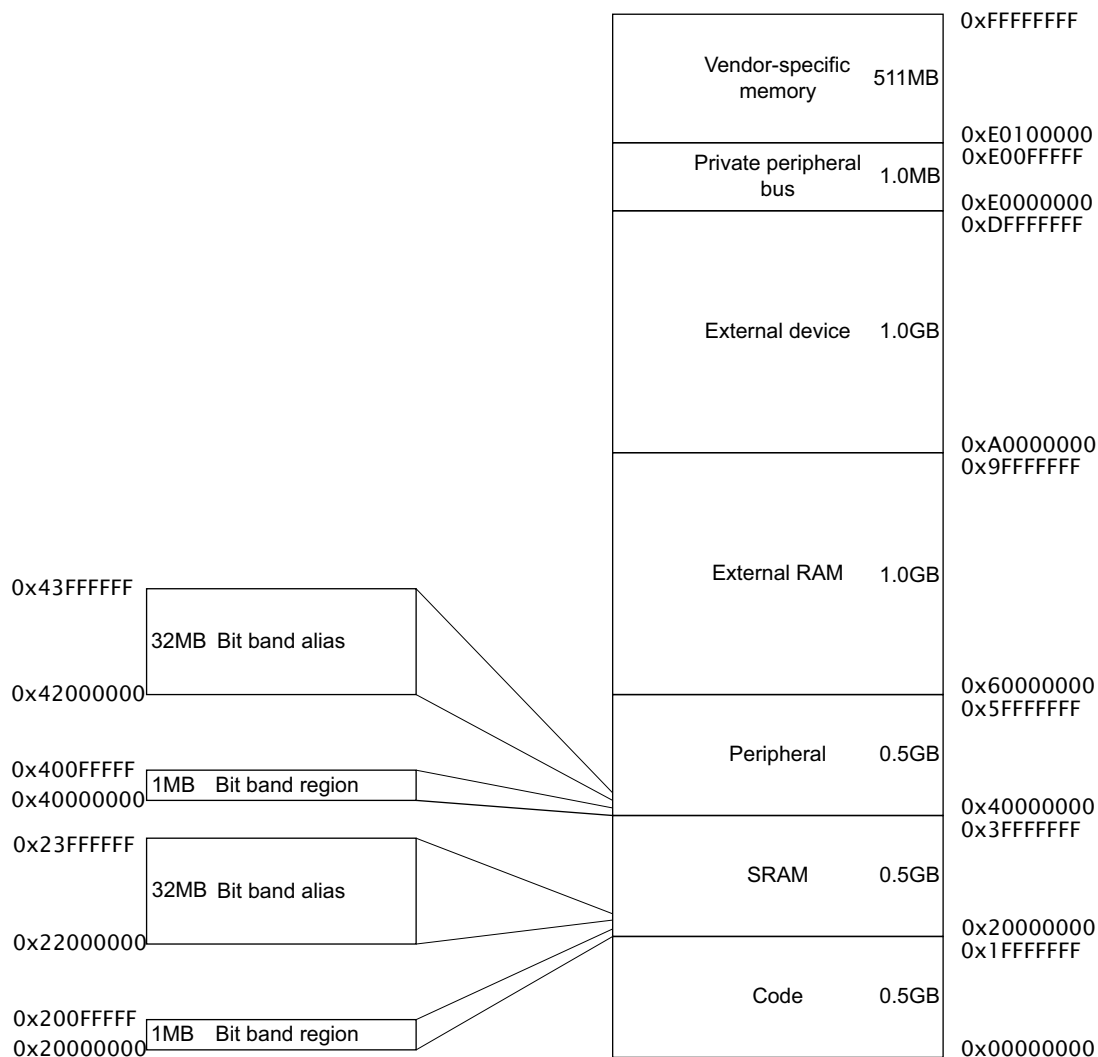 0xFFFFFFFF
Vendor-specific
memory
511MB
0xE0100000
0xE00FFFFF
Private peripheral
bus
1.0MB
0xE0000000
0xDFFFFFFF
External device
1.0GB
0xA0000000
0x9FFFFFFF
External RAM
1.0GB
0x60000000
0x5FFFFFFF
Peripheral
0.5GB
0x40000000
0x3FFFFFFF
SRAM
0.5GB
0x20000000
0x1FFFFFFF
Code
0.5GB
0x00000000
0x43FFFFFF
32MB Bit band alias
0x42000000
0x400FFFFF
1MB Bit band region
0x40000000
0x23FFFFFF
32MB Bit band alias
0x22000000
0x200FFFFF
1MB Bit band region
0x20000000